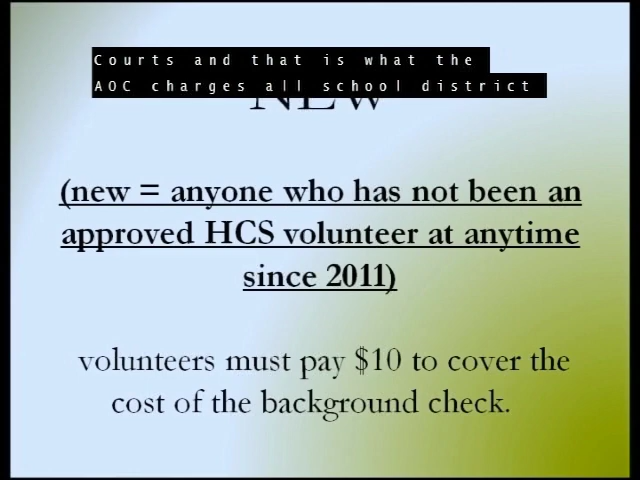 Courts and that is what the
AOC charges all school district
NEW
(new = anyone who has not been an
approved HCS volunteer at anytime
since 2011)
volunteers must pay $10 to cover the
cost of the background check.